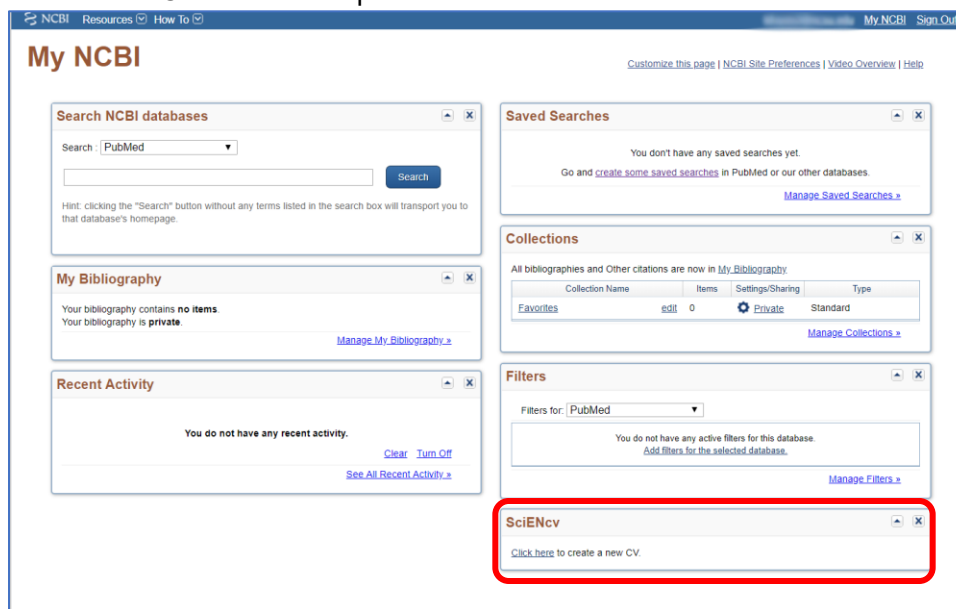 NCBI Resources How To My NCBI Sign Out
My NCBI
Customize this page | NCBI Site Preferences | Video Overview | Help
Search NCBI databases
Search : PubMed
Search
Hint: clicking the "Search" button without any terms listed in the search box will transport you to
that database's homepage.
My Bibliography
Your bibliography contains no items.
Your bibliography is private.
Manage My Bibliography »
Recent Activity
You do not have any recent activity.
Clear Turn Off
See All Recent Activity »
Saved Searches
You don't have any saved searches yet.
Go and create some saved searches in PubMed or our other databases.
Manage Saved Searches »
Collections
All bibliographies and Other citations are now in My Bibliography
Collection Name Items Settings/Sharing Type
Favorites edit 0 Private Standard
Manage Collections »
Filters
Filters for: PubMed
You do not have any active filters for this database.
Add filters for the selected database.
Manage Filters »
SciENcv
Click here to create a new CV.